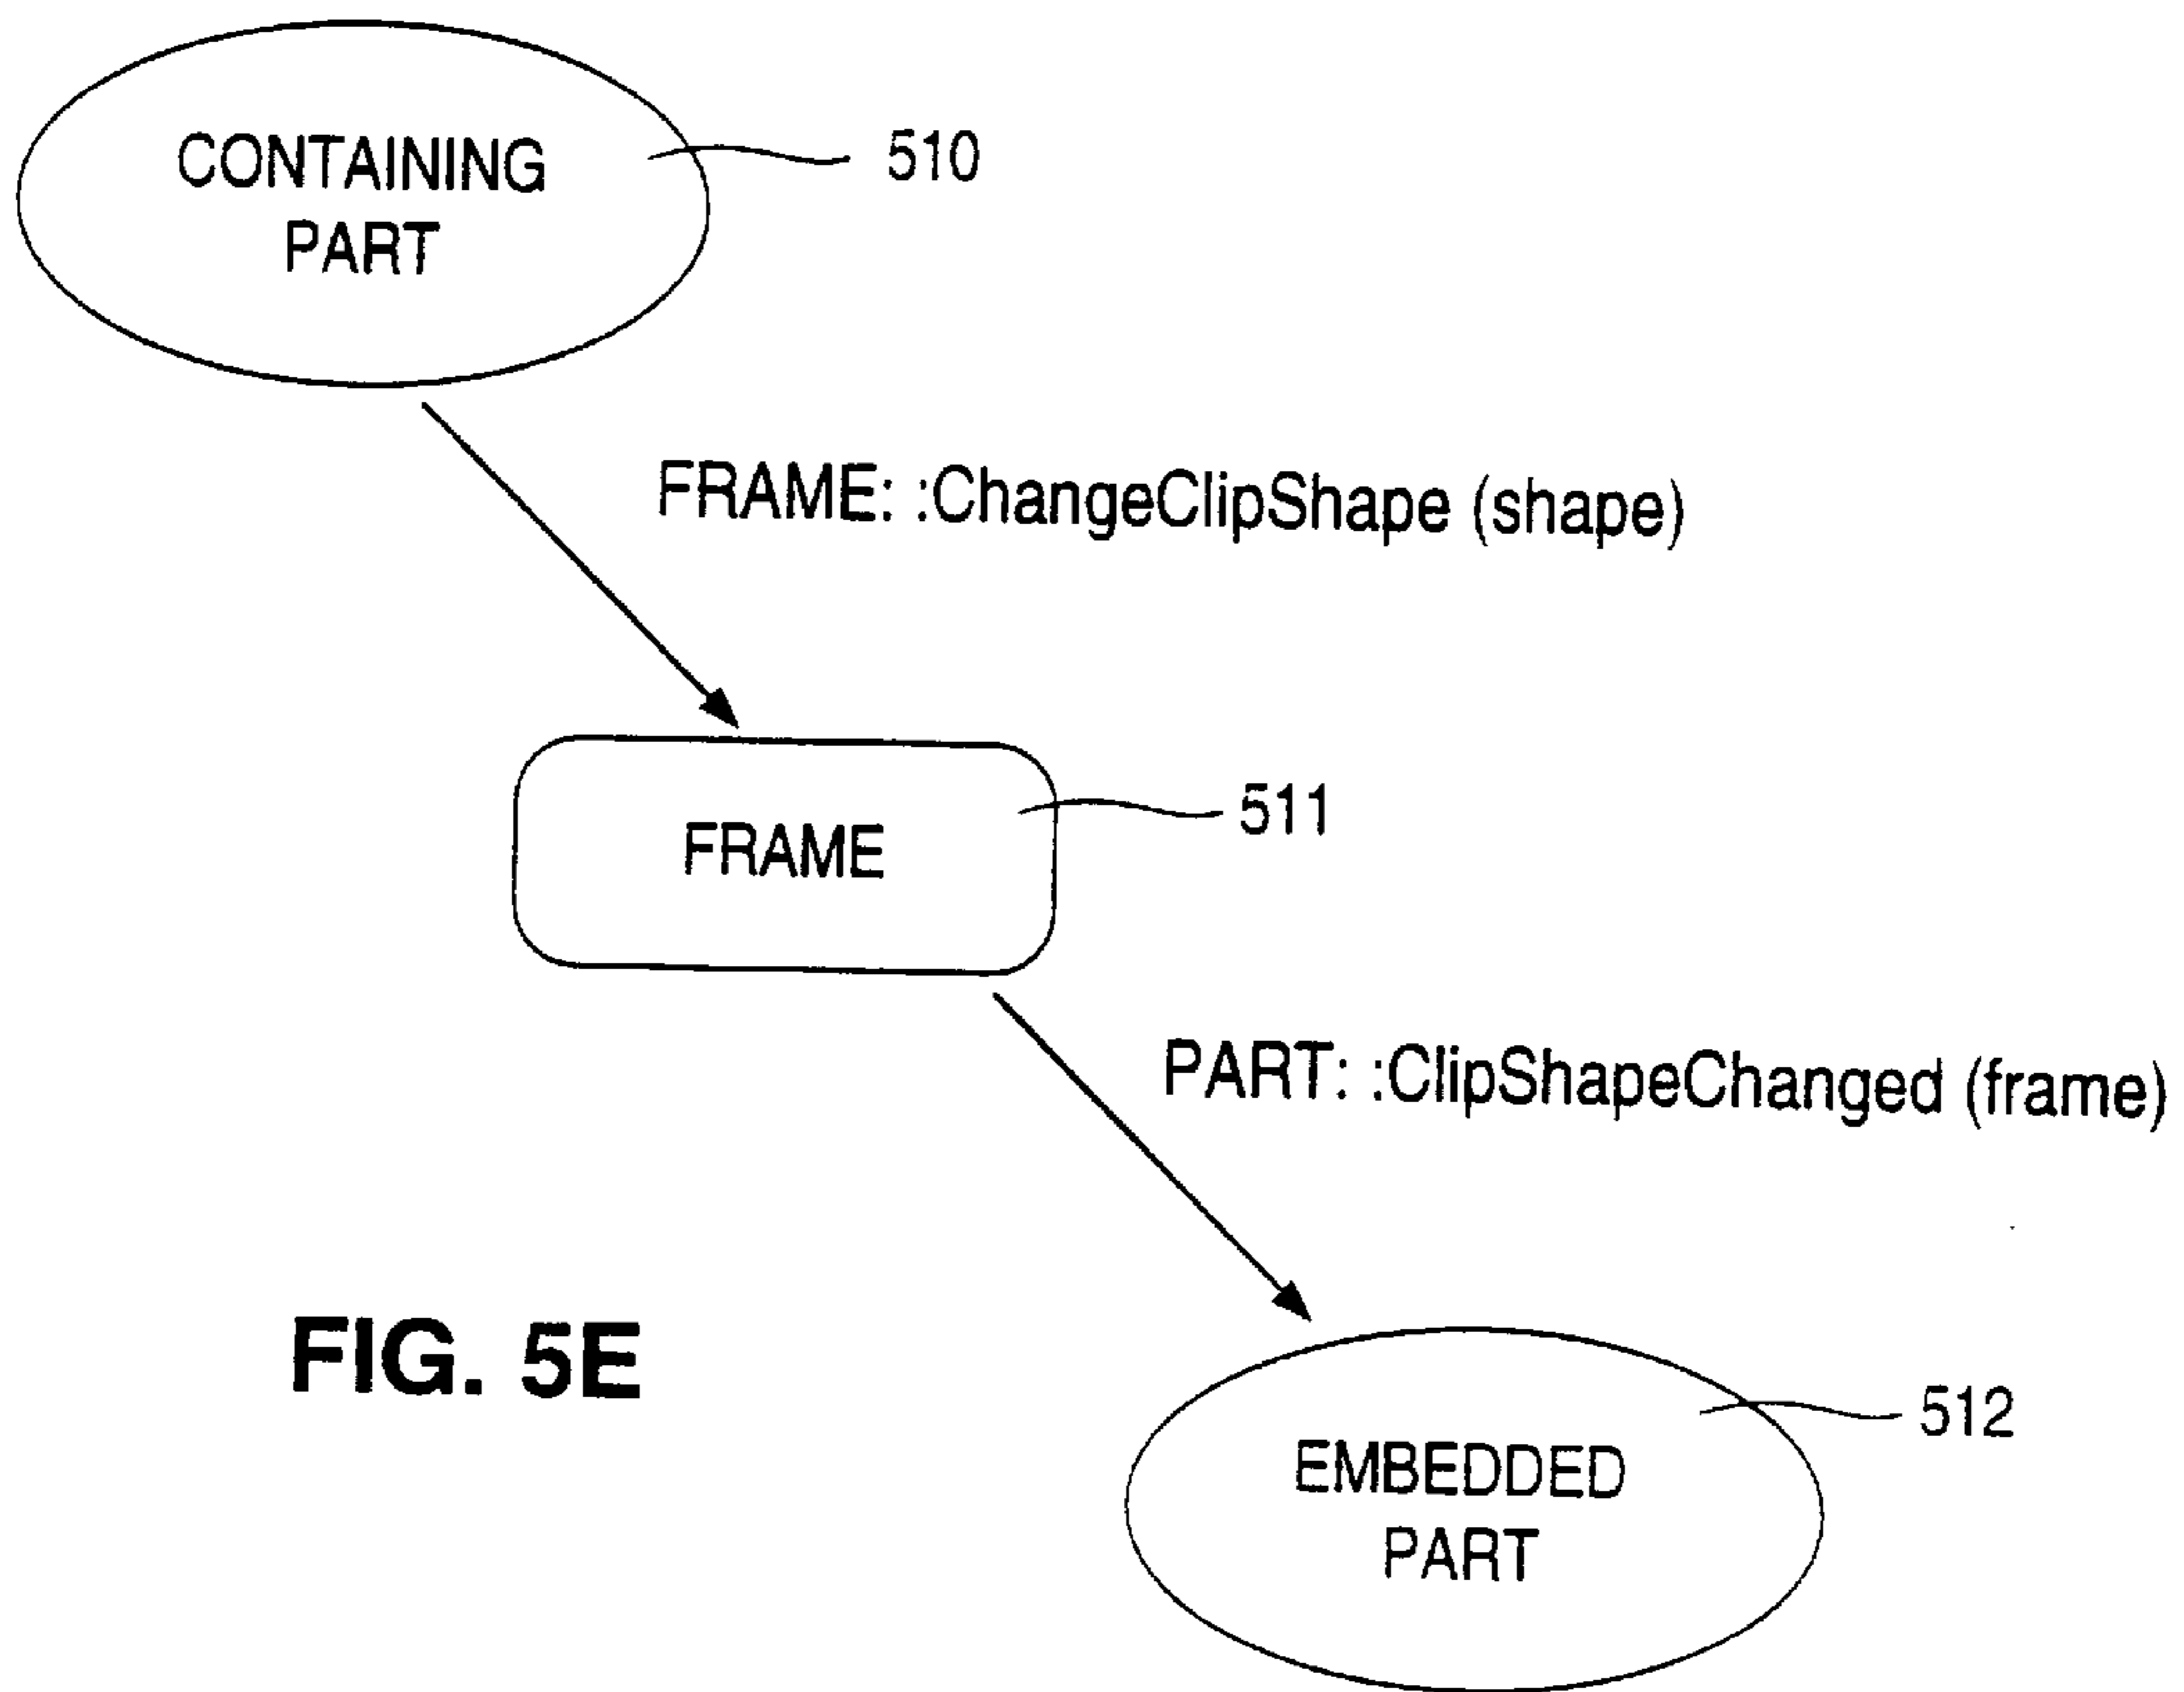 CONTAINING
PART
510
FRAME: :ChangeClipShape (shape)
FRAME
511
PART: :ClipShapeChanged (frame)
FIG. 5E
EMBEDDED
PART
512